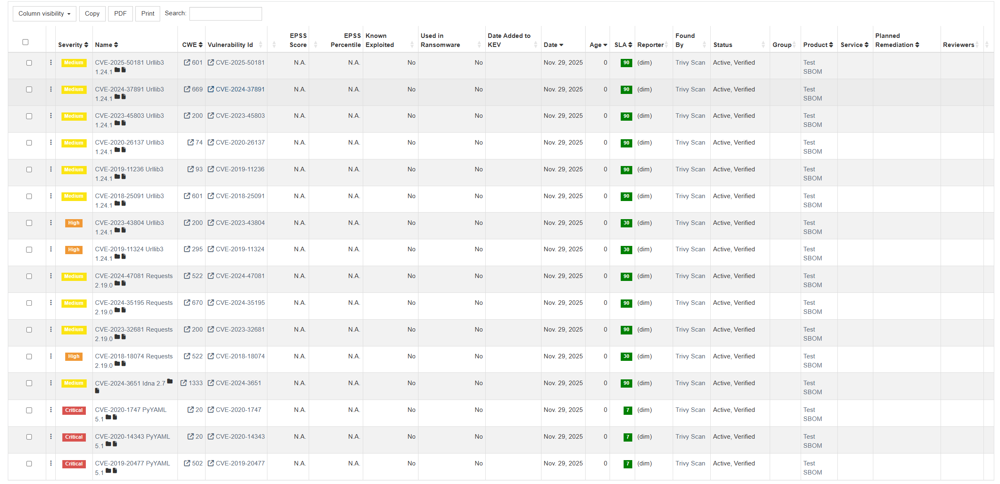 Column visibility Copy PDF Print Search:
Severity Name CWE Vulnerability Id EPSS Score EPSS Percentile Known Exploited Used in Ransomware Date Added to KEV Date Age SLA Reporter Found By Status Group Product Service Planned Remediation Reviewers
Medium CVE-2025-50181 Urllib3 1.24.1 601 CVE-2025-50181 N.A. N.A. No No Nov. 29, 2025 0 90 (dim) Trivy Scan Active, Verified Test SBOM
Medium CVE-2024-37891 Urllib3 1.24.1 669 CVE-2024-37891 N.A. N.A. No No Nov. 29, 2025 0 90 (dim) Trivy Scan Active, Verified Test SBOM
Medium CVE-2023-45803 Urllib3 1.24.1 200 CVE-2023-45803 N.A. N.A. No No Nov. 29, 2025 0 90 (dim) Trivy Scan Active, Verified Test SBOM
Medium CVE-2020-26137 Urllib3 1.24.1 74 CVE-2020-26137 N.A. N.A. No No Nov. 29, 2025 0 90 (dim) Trivy Scan Active, Verified Test SBOM
Medium CVE-2019-11236 Urllib3 1.24.1 93 CVE-2019-11236 N.A. N.A. No No Nov. 29, 2025 0 90 (dim) Trivy Scan Active, Verified Test SBOM
Medium CVE-2018-25091 Urllib3 1.24.1 601 CVE-2018-25091 N.A. N.A. No No Nov. 29, 2025 0 90 (dim) Trivy Scan Active, Verified Test SBOM
High CVE-2023-43804 Urllib3 1.24.1 200 CVE-2023-43804 N.A. N.A. No No Nov. 29, 2025 0 30 (dim) Trivy Scan Active, Verified Test SBOM
High CVE-2019-11324 Urllib3 1.24.1 295 CVE-2019-11324 N.A. N.A. No No Nov. 29, 2025 0 30 (dim) Trivy Scan Active, Verified Test SBOM
Medium CVE-2024-47081 Requests 2.19.0 522 CVE-2024-47081 N.A. N.A. No No Nov. 29, 2025 0 90 (dim) Trivy Scan Active, Verified Test SBOM
Medium CVE-2024-35195 Requests 2.19.0 670 CVE-2024-35195 N.A. N.A. No No Nov. 29, 2025 0 90 (dim) Trivy Scan Active, Verified Test SBOM
Medium CVE-2023-32681 Requests 2.19.0 200 CVE-2023-32681 N.A. N.A. No No Nov. 29, 2025 0 90 (dim) Trivy Scan Active, Verified Test SBOM
High CVE-2018-18074 Requests 2.19.0 522 CVE-2018-18074 N.A. N.A. No No Nov. 29, 2025 0 30 (dim) Trivy Scan Active, Verified Test SBOM
Medium CVE-2024-3651 Idna 2.7 1333 CVE-2024-3651 N.A. N.A. No No Nov. 29, 2025 0 90 (dim) Trivy Scan Active, Verified Test SBOM
Critical CVE-2020-1747 PyYAML 5.1 20 CVE-2020-1747 N.A. N.A. No No Nov. 29, 2025 0 7 (dim) Trivy Scan Active, Verified Test SBOM
Critical CVE-2020-14343 PyYAML 5.1 20 CVE-2020-14343 N.A. N.A. No No Nov. 29, 2025 0 7 (dim) Trivy Scan Active, Verified Test SBOM
Critical CVE-2019-20477 PyYAML 5.1 502 CVE-2019-20477 N.A. N.A. No No Nov. 29, 2025 0 7 (dim) Trivy Scan Active, Verified Test SBOM